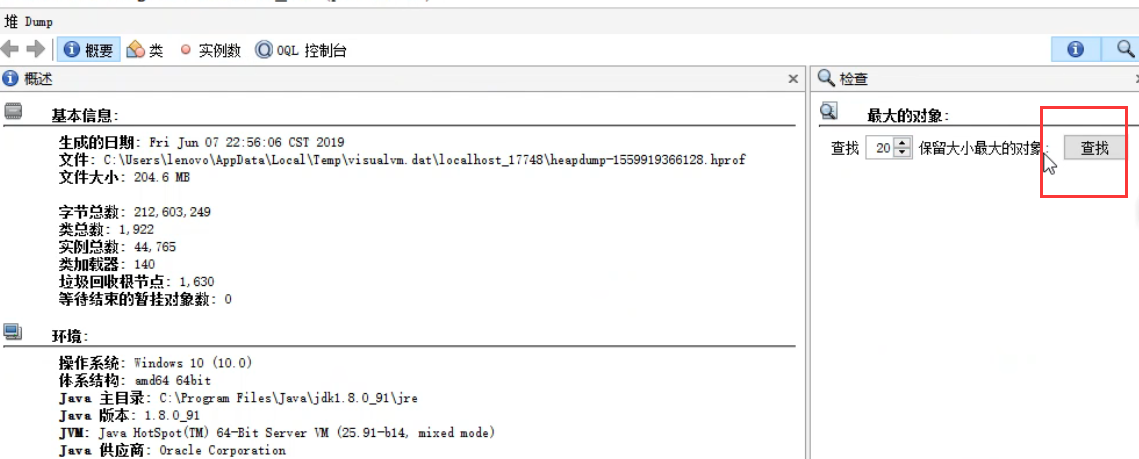 堆 Dump
概要 类 实例数 OQL 控制台
概述
基本信息:
生成的日期: Fri Jun 07 22:56:06 CST 2019
文件: C:\Users\lenovo\AppData\Local\Temp\visualvm.dat\localhost_17748\heapdump-1559919366128.hprof
文件大小: 204.6 MB
字节总数: 212,603,249
类总数: 1,922
实例总数: 44,765
类加载器: 140
垃圾回收根节点: 1,630
等待结束的暂挂对象数: 0
环境:
操作系统: Windows 10 (10.0)
体系结构: amd64 64bit
Java 主目录: C:\Program Files\Java\jdk1.8.0_91\jre
Java 版本: 1.8.0_91
JVM: Java HotSpot(TM) 64-Bit Server VM (25.91-b14, mixed mode)
Java 供应商: Oracle Corporation
检查
最大的对象:
查找 20 保留大小最大的对象: 查找